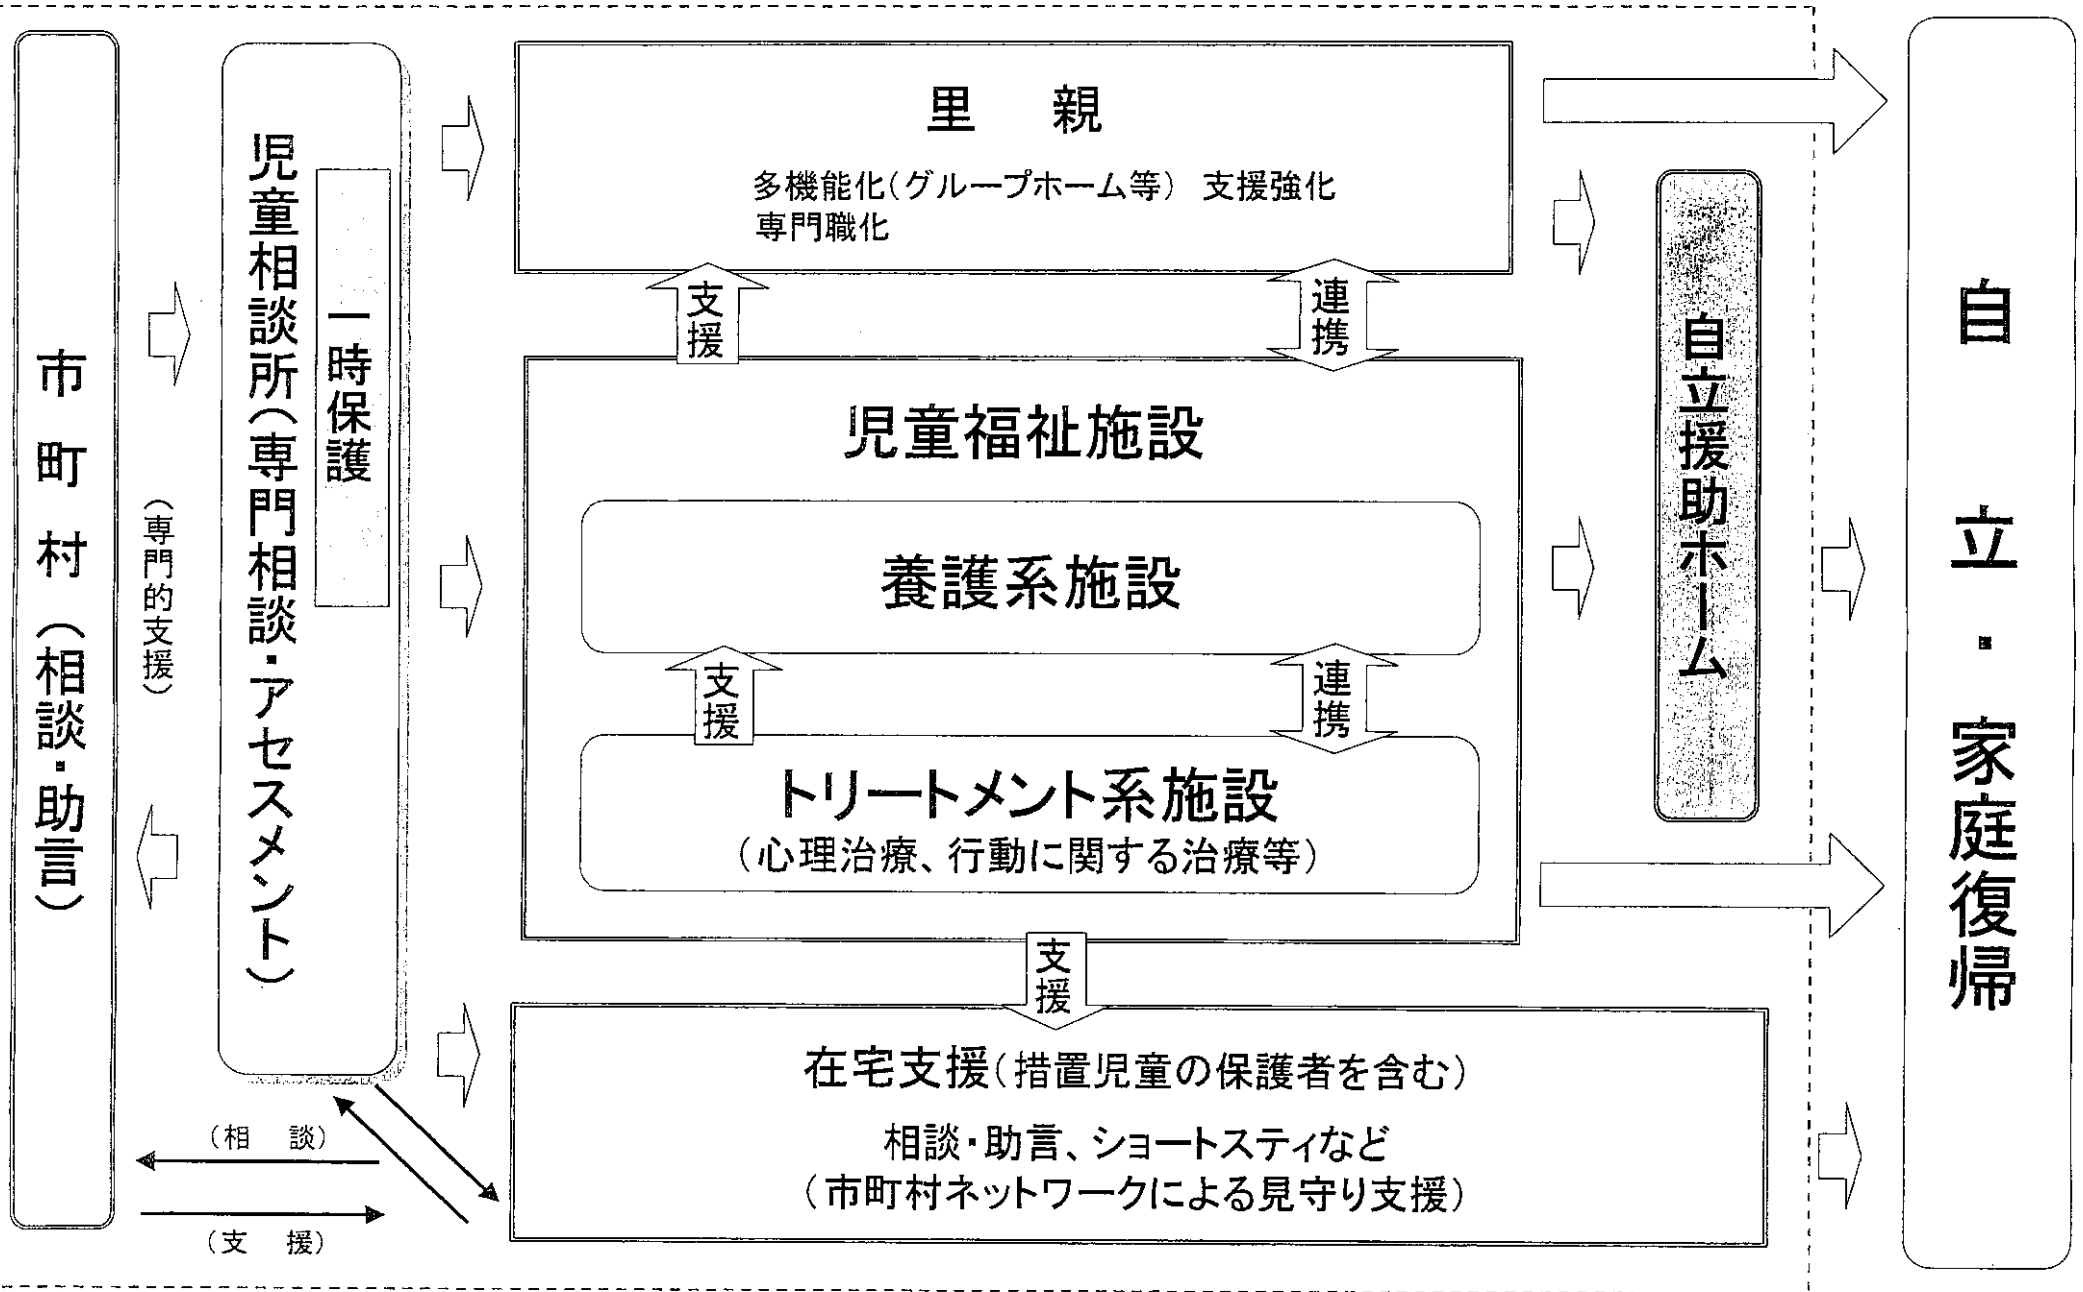 市町村(相談・助言)
(専門的支援)
児童相談所(専門相談・アセスメント)
一時保護
里　親
多機能化(グループホーム等)　支援強化
専門職化
支援
連携
児童福祉施設
養護系施設
支援
連携
トリートメント系施設
(心理治療、行動に関する治療等)
支援
在宅支援(措置児童の保護者を含む)
相談・助言、ショートスティなど
(市町村ネットワークによる見守り支援)
(相　談)
(支　援)
自立援助ホーム
自立・家庭復帰